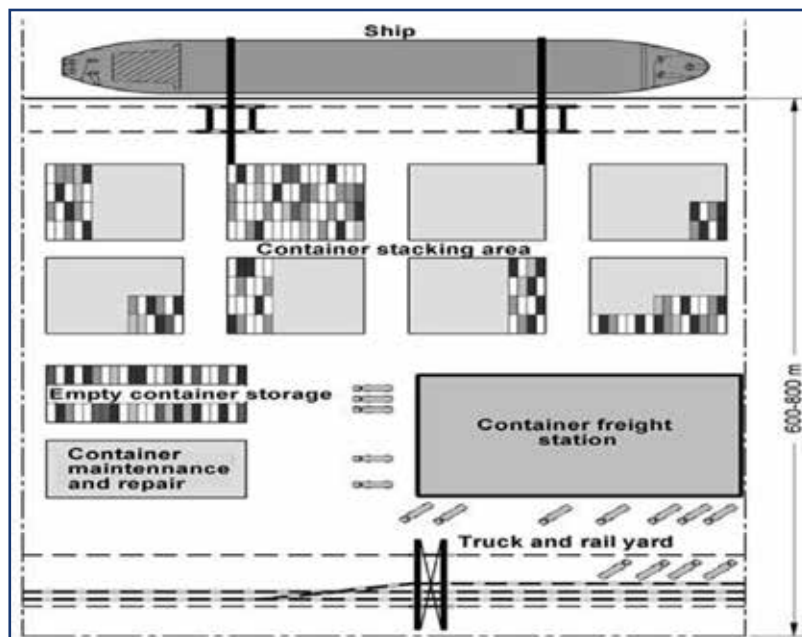 Ship
Container stacking area
Empty container storage
Container freight
station
Container
maintennance
and repair
Truck and rail yard
600-800 m